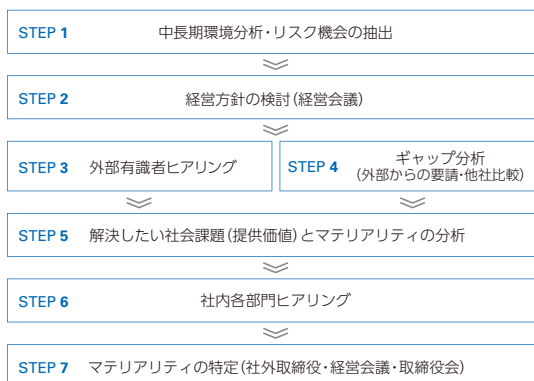 STEP 1 中長期環境分析・リスク機会の抽出
STEP 2 経営方針の検討(経営会議)
STEP 3 外部有識者ヒアリング
STEP 4 ギャップ分析
(外部からの要請・他社比較)
STEP 5 解決したい社会課題(提供価値)とマテリアリティの分析
STEP 6 社内各部門ヒアリング
STEP 7 マテリアリティの特定(社外取締役・経営会議・取締役会)